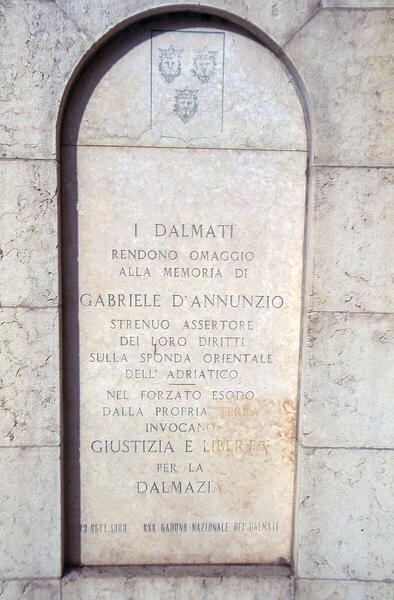 I DALMATI
RENDONO OMAGGIO
ALLA MEMORIA DI
GABRIELE D'ANNUNZIO
STRENUO ASSERTORE
DEI LORO DIRITTI
SULLA SPONDA ORIENTALE
DELL' ADRIATICO
NEL FORZATO ESODO
DALLA PROPRIA TERRA
INVOCANO
GIUSTIZIA E LIBERTÀ
PER LA
DALMAZIA
XXX RADUNO NAZIONALE DEI DALMATI